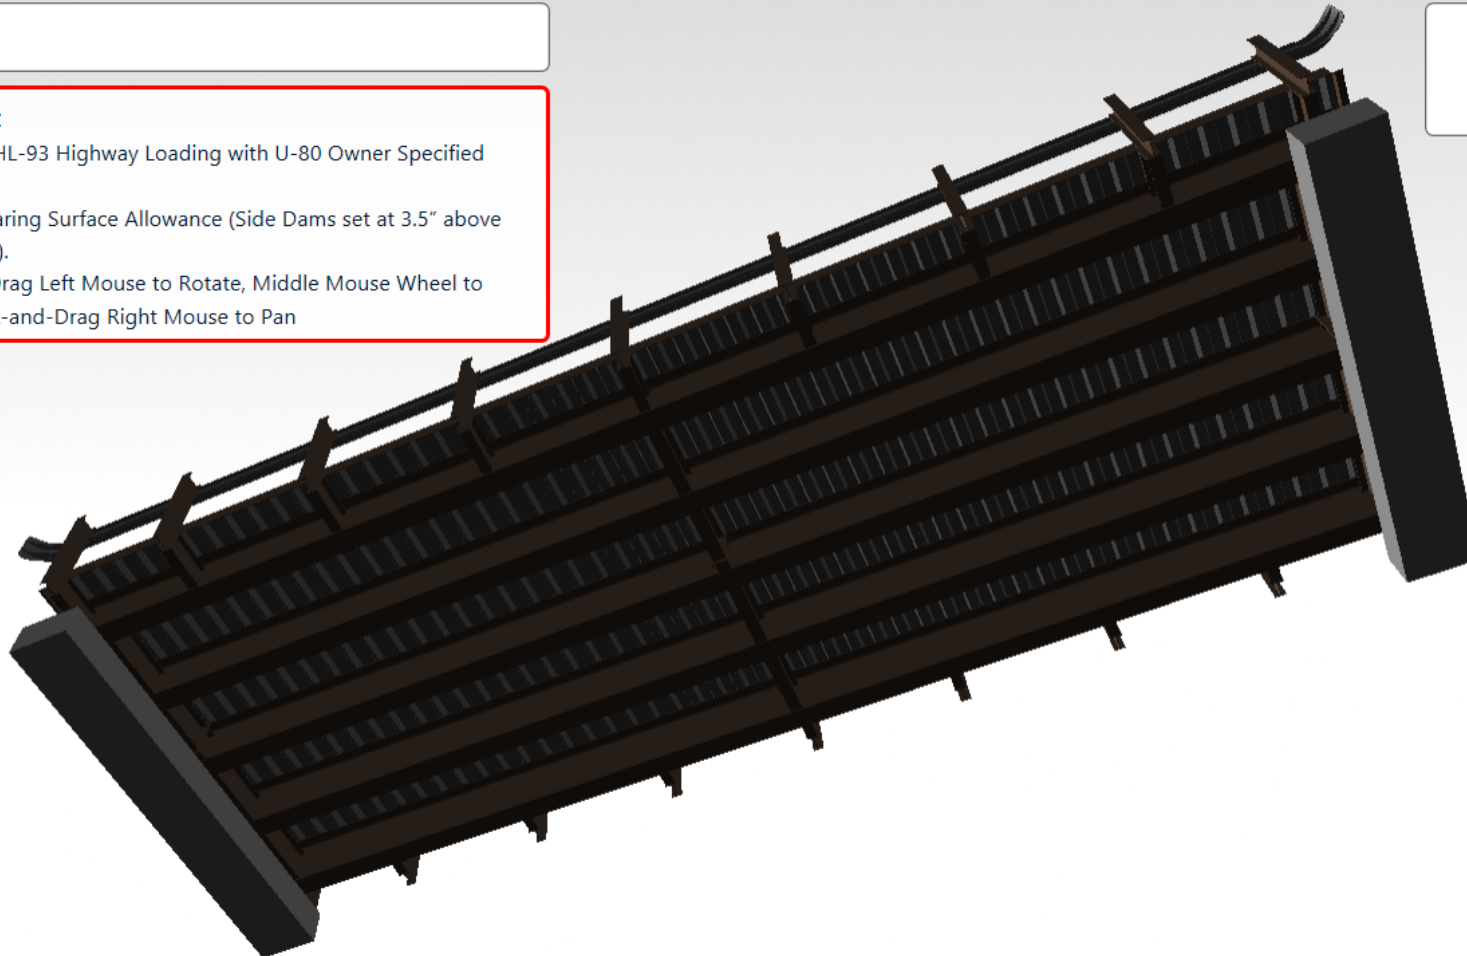 :
HL-93 Highway Loading with U-80 Owner Specified
aring Surface Allowance (Side Dams set at 3.5” above
).
rag Left Mouse to Rotate, Middle Mouse Wheel to
-and-Drag Right Mouse to Pan